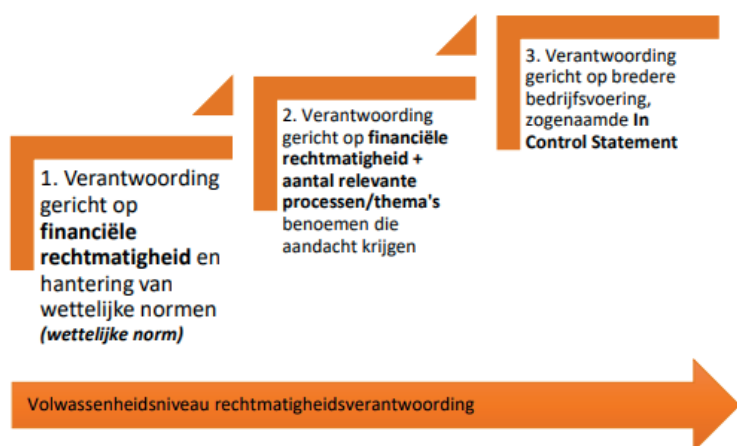 1. Verantwoording
gericht op
financiële
rechtmatigheid en
hantering van
wettelijke normen
(wettelijke norm)
2. Verantwoording
gericht op financiële
rechtmatigheid +
aantal relevante
processen/thema's
benoemen die
aandacht krijgen
3. Verantwoording
gericht op bredere
bedrijfsvoering,
zogenaamde In
Control Statement
Volwassenheidsniveau rechtmatigheidsverantwoording